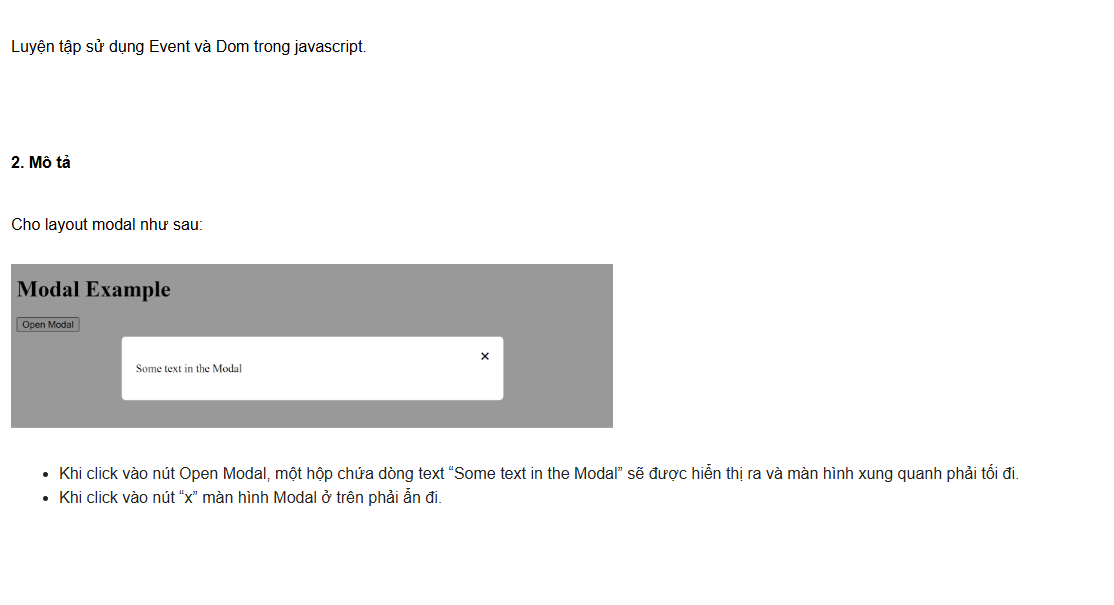 Luyện tập sử dụng Event và Dom trong javascript.
2. Mô tả
Cho layout modal như sau:
Modal Example
Open Modal
×
Some text in the Modal
• Khi click vào nút Open Modal, một hộp chứa dòng text “Some text in the Modal” sẽ được hiển thị ra và màn hình xung quanh phải tối đi.
• Khi click vào nút “x” màn hình Modal ở trên phải ẩn đi.